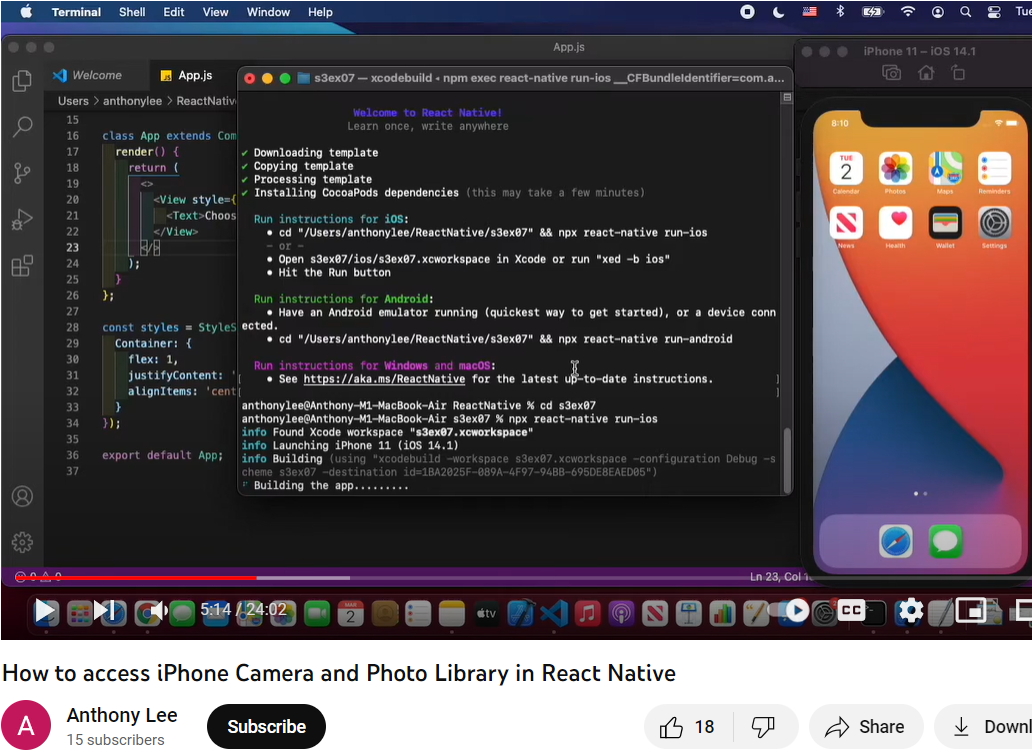 Terminal Shell Edit View Window Help Tue
App.js
iPhone 11 – iOS 14.1
Welcome
App.js
s3ex07 — xcodebuild ◂ npm exec react-native run-ios __CFBundleIdentifier=com.a...
Users > anthonylee > ReactNativ
15
16 class App extends Com
17 render() {
18 return (
19 <>
20 <View style={
21 <Text>Choos
22 </View>
23 </>
24 );
25 }
26 };
27
28 const styles = StyleS
29 Container: {
30 flex: 1,
31 justifyContent: '
32 alignItems: 'cent
33 }
34 });
35
36 export default App;
37
Welcome to React Native!
Learn once, write anywhere
✔ Downloading template
✔ Copying template
✔ Processing template
✔ Installing CocoaPods dependencies (this may take a few minutes)
Run instructions for iOS:
• cd "/Users/anthonylee/ReactNative/s3ex07" && npx react-native run-ios
- or -
• Open s3ex07/ios/s3ex07.xcworkspace in Xcode or run "xed -b ios"
• Hit the Run button
Run instructions for Android:
• Have an Android emulator running (quickest way to get started), or a device conn
ected.
• cd "/Users/anthonylee/ReactNative/s3ex07" && npx react-native run-android
Run instructions for Windows and macOS:
• See https://aka.ms/ReactNative for the latest up-to-date instructions.
anthonylee@Anthony-M1-MacBook-Air ReactNative % cd s3ex07
anthonylee@Anthony-M1-MacBook-Air s3ex07 % npx react-native run-ios
info Found Xcode workspace "s3ex07.xcworkspace"
info Launching iPhone 11 (iOS 14.1)
info Building (using "xcodebuild -workspace s3ex07.xcworkspace -configuration Debug -s
cheme s3ex07 -destination id=1BA2025F-089A-4F97-94BB-695DE8EAED05")
Building the app.........
8:10
TUE
2
Calendar Photos Maps Reminders
News Health Wallet Settings
0 0
Ln 23, Col 1
5:14 / 24:02
MAR
2
tv
CC
How to access iPhone Camera and Photo Library in React Native
A
Anthony Lee
15 subscribers
Subscribe
18
Share
Downl